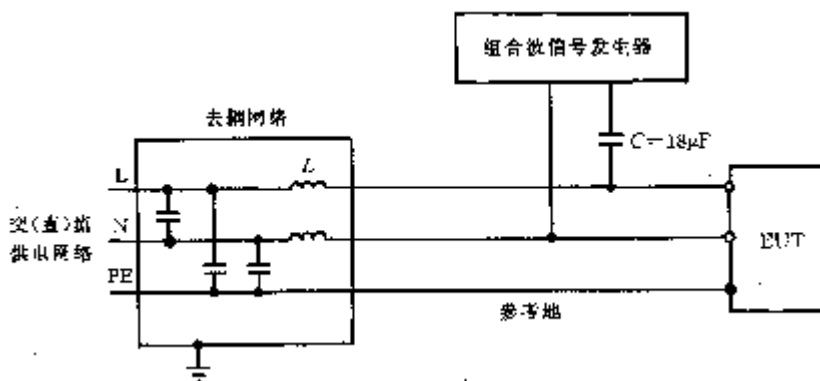 组合波信号发生器
去耦网络
C=18μF
L
L
N
交(直)流
供电网络
EUT
PE
参考地